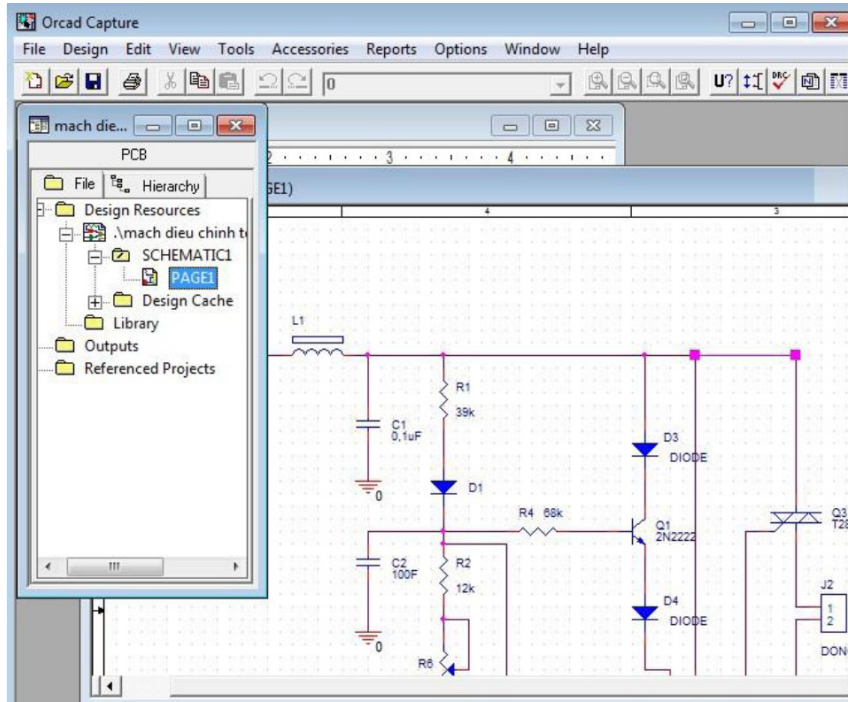 Orcad Capture
File Design Edit View Tools Accessories Reports Options Window Help
0
U?
DRC
mach die...
PCB
2 3 4
File Hierarchy
GE1)
4 3
Design Resources
.\mach dieu chinh t
SCHEMATIC1
PAGE1
Design Cache
Library
Outputs
Referenced Projects
L1
R1
39k
C1
0,1uF
0
D1
D3
DIODE
R4 68k
Q1
2N2222
Q3
T28
C2
100F
R2
12k
0
D4
DIODE
J2
1
2
R6